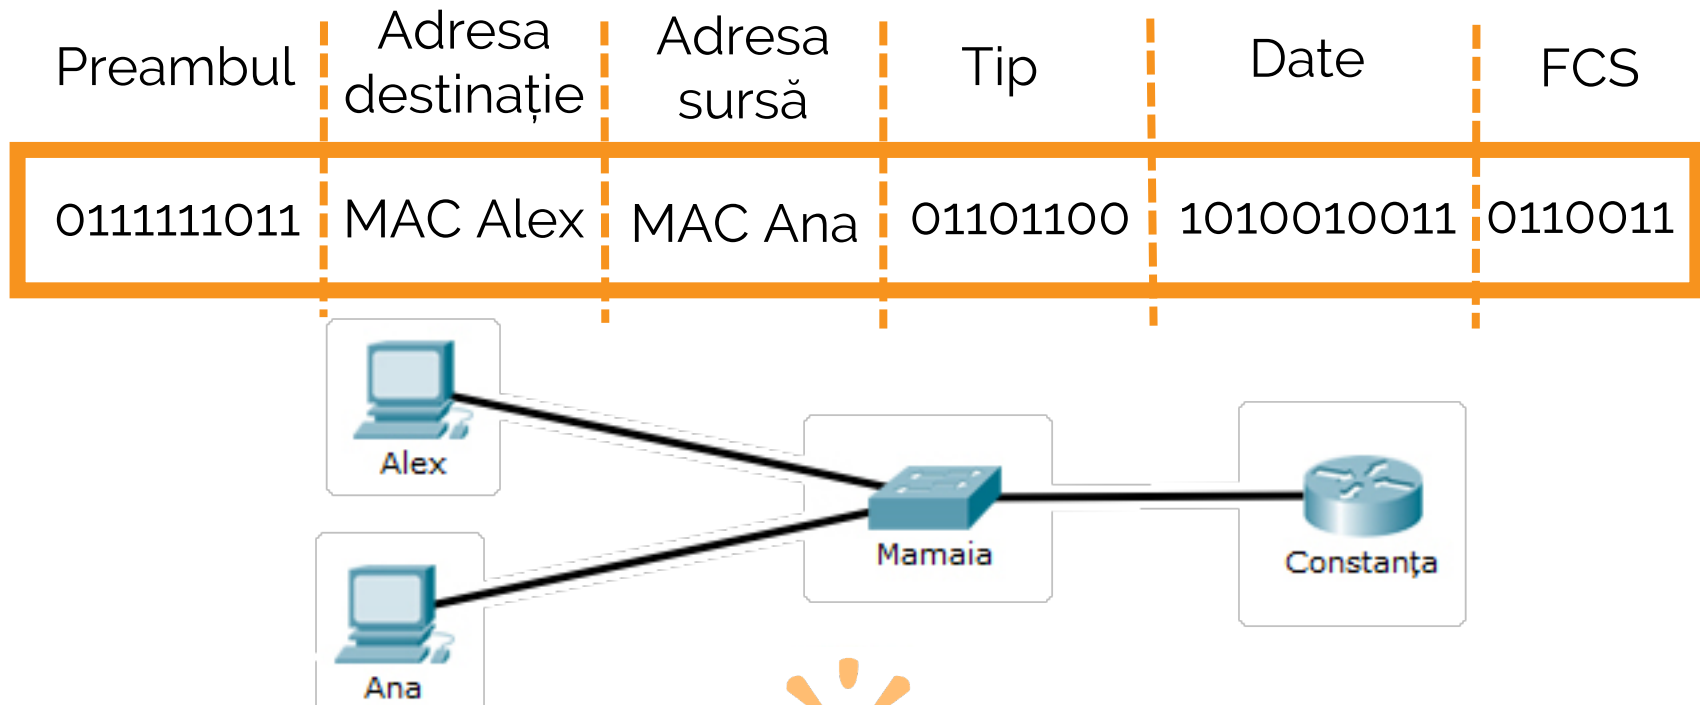 Preambul
Adresa
destinație
Adresa
sursă
Tip
Date
FCS
0111111011
MAC Alex
MAC Ana
01101100
1010010011
0110011
Alex
Mamaia
Constanța
Ana